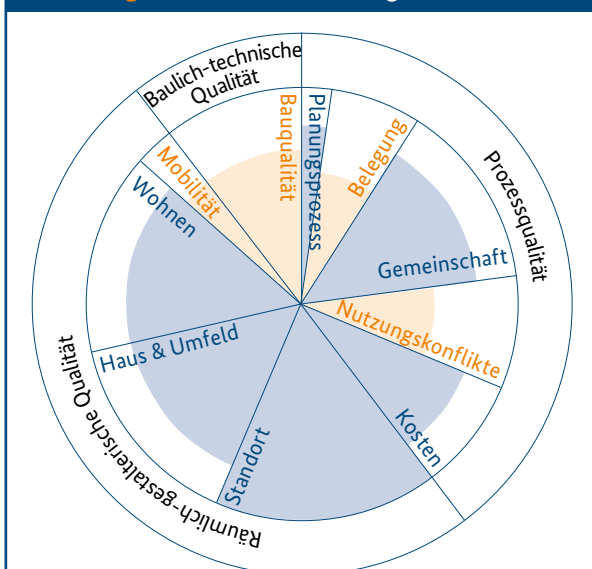 Baulich-technische
Qualität
Prozessqualität
Räumlich-gestalterische Qualität
Planungsprozess
Belegung
Gemeinschaft
Nutzungskonflikte
Kosten
Standort
Haus & Umfeld
Wohnen
Mobilität
Bauqualität